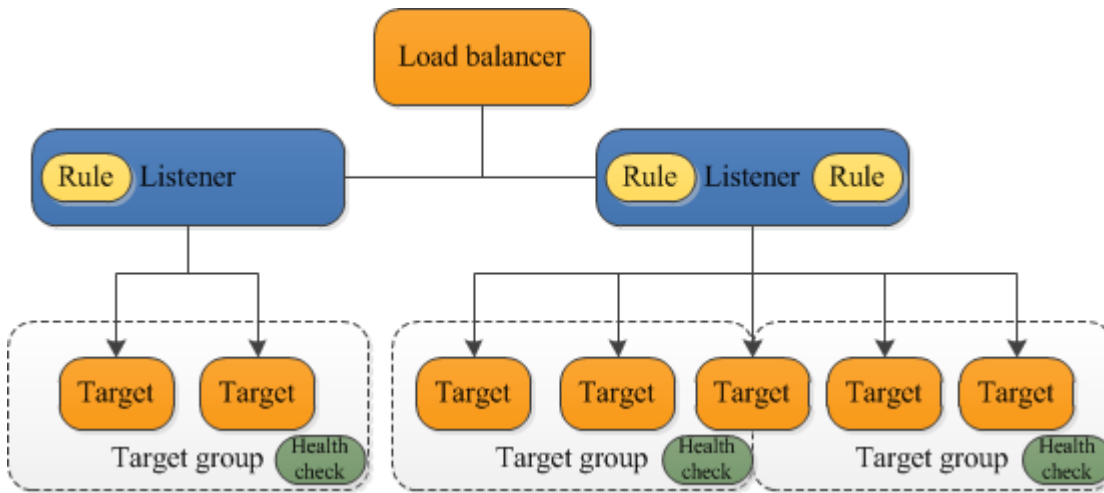 Load balancer
Rule Listener
Rule Listener Rule
Target Target
Target Target Target Target Target
Target group Health
check
Target group Health
check
Target group Health
check